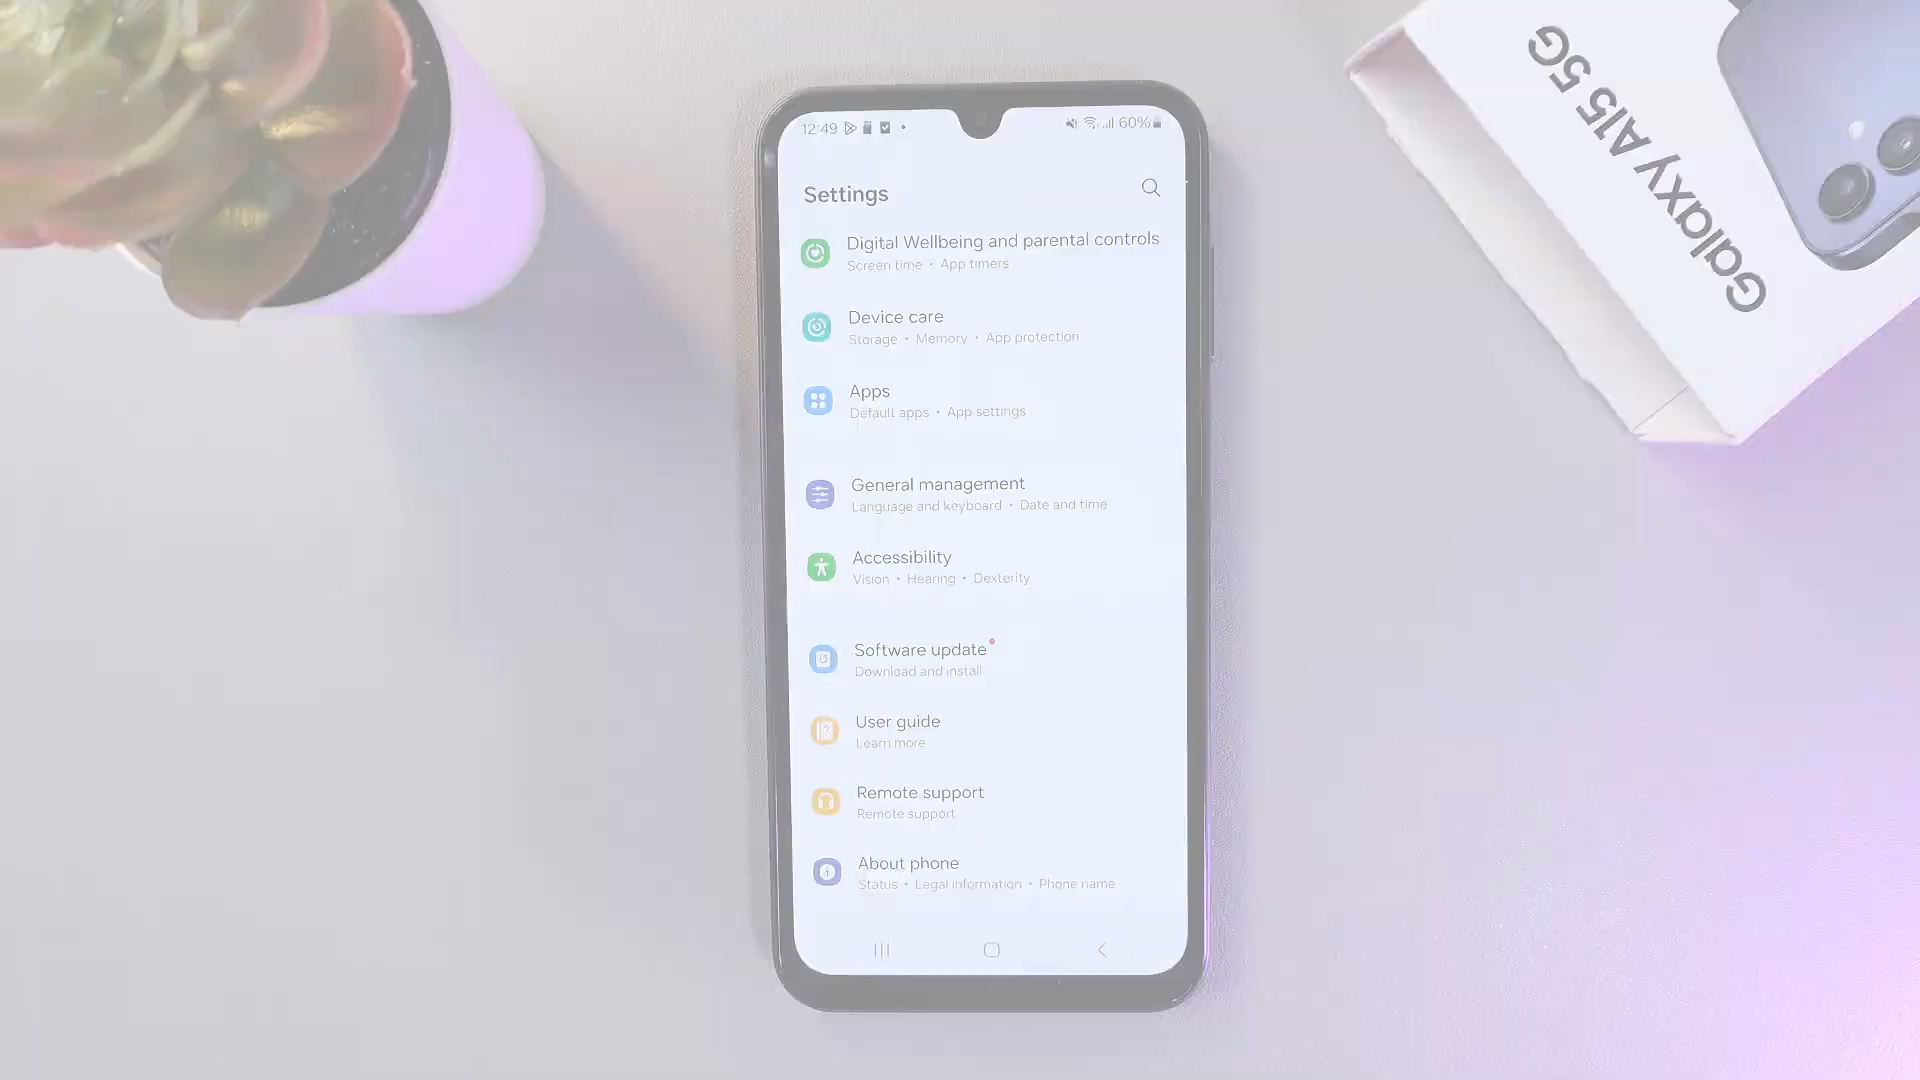 12:49
60%
Settings
Digital Wellbeing and parental controls
Screen time • App timers
Device care
Storage • Memory • App protection
Apps
Default apps • App settings
General management
Language and keyboard • Date and time
Accessibility
Vision • Hearing • Dexterity
Software update
Download and install
User guide
Learn more
Remote support
Remote support
About phone
Status • Legal information • Phone name
Galaxy A15 5G